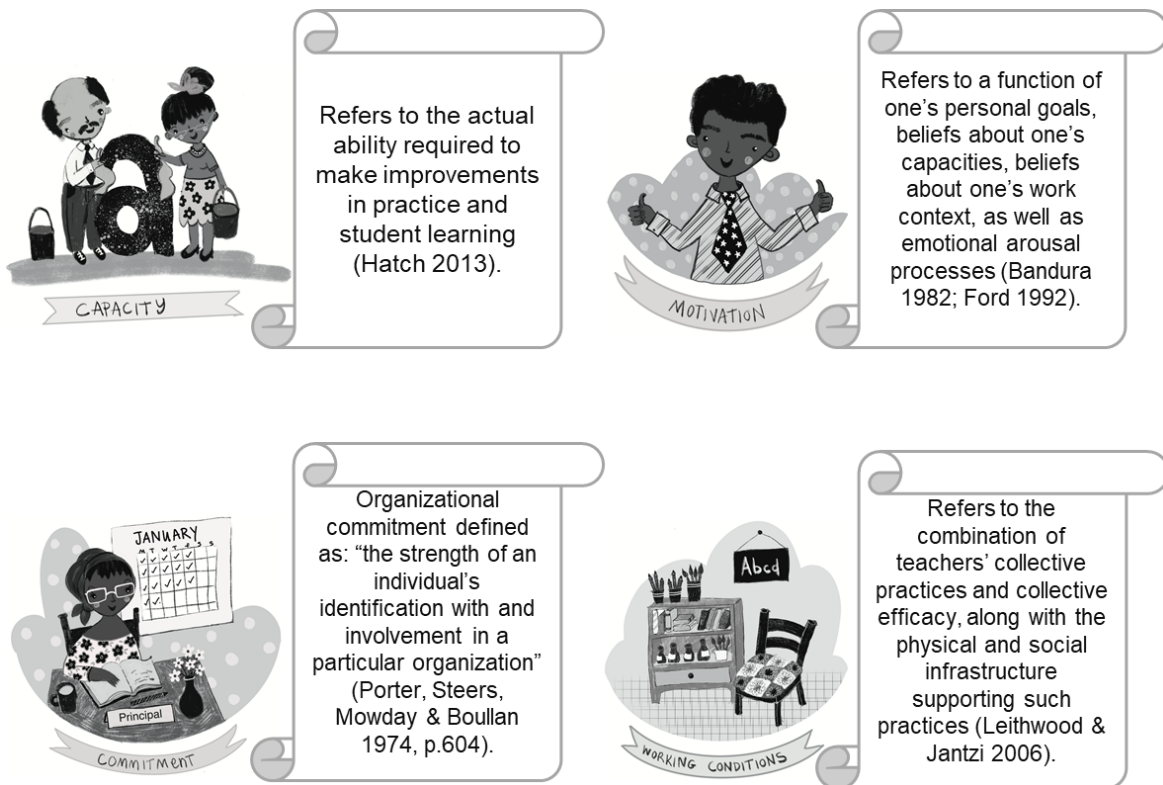 Refers to the actual
ability required to
make improvements
in practice and
student learning
(Hatch 2013).
CAPACITY
Refers to a function of
one’s personal goals,
beliefs about one’s
capacities, beliefs
about one’s work
context, as well as
emotional arousal
processes (Bandura
1982; Ford 1992).
MOTIVATION
a
Organizational
commitment defined
as: “the strength of an
individual’s
identification with and
involvement in a
particular organization”
(Porter, Steers,
Mowday & Boullan
1974, p.604).
JANUARY
M T W T F S S
Principal
COMMITMENT
Refers to the
combination of
teachers’ collective
practices and collective
efficacy, along with the
physical and social
infrastructure
supporting such
practices (Leithwood &
Jantzi 2006).
Abcd
WORKING CONDITIONS